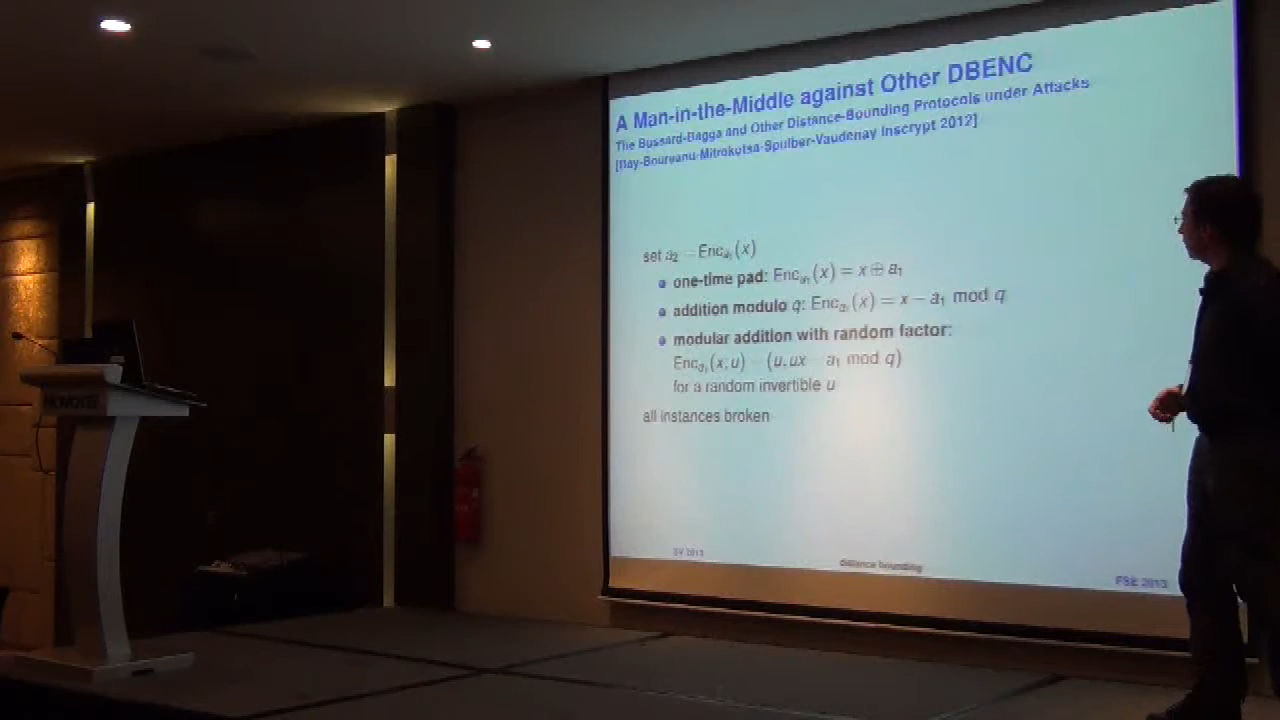 A Man-in-the-Middle against Other DBENC
The Bussard-Bagga and Other Distance-Bounding Protocols under Attacks
[Bay-Boureanu-Mitrokotsa-Spulber-Vaudenay Inscrypt 2012]
set a₂ = Enc_a₁(x)
• one-time pad: Enc_a₁(x) = x ⊕ a₁
• addition modulo q: Enc_a₁(x) = x − a₁ mod q
• modular addition with random factor:
Enc_a₁(x; u) = (u, ux − a₁ mod q)
for a random invertible u
all instances broken
SV 2013
distance bounding
FSE 2013
NOVOTEL